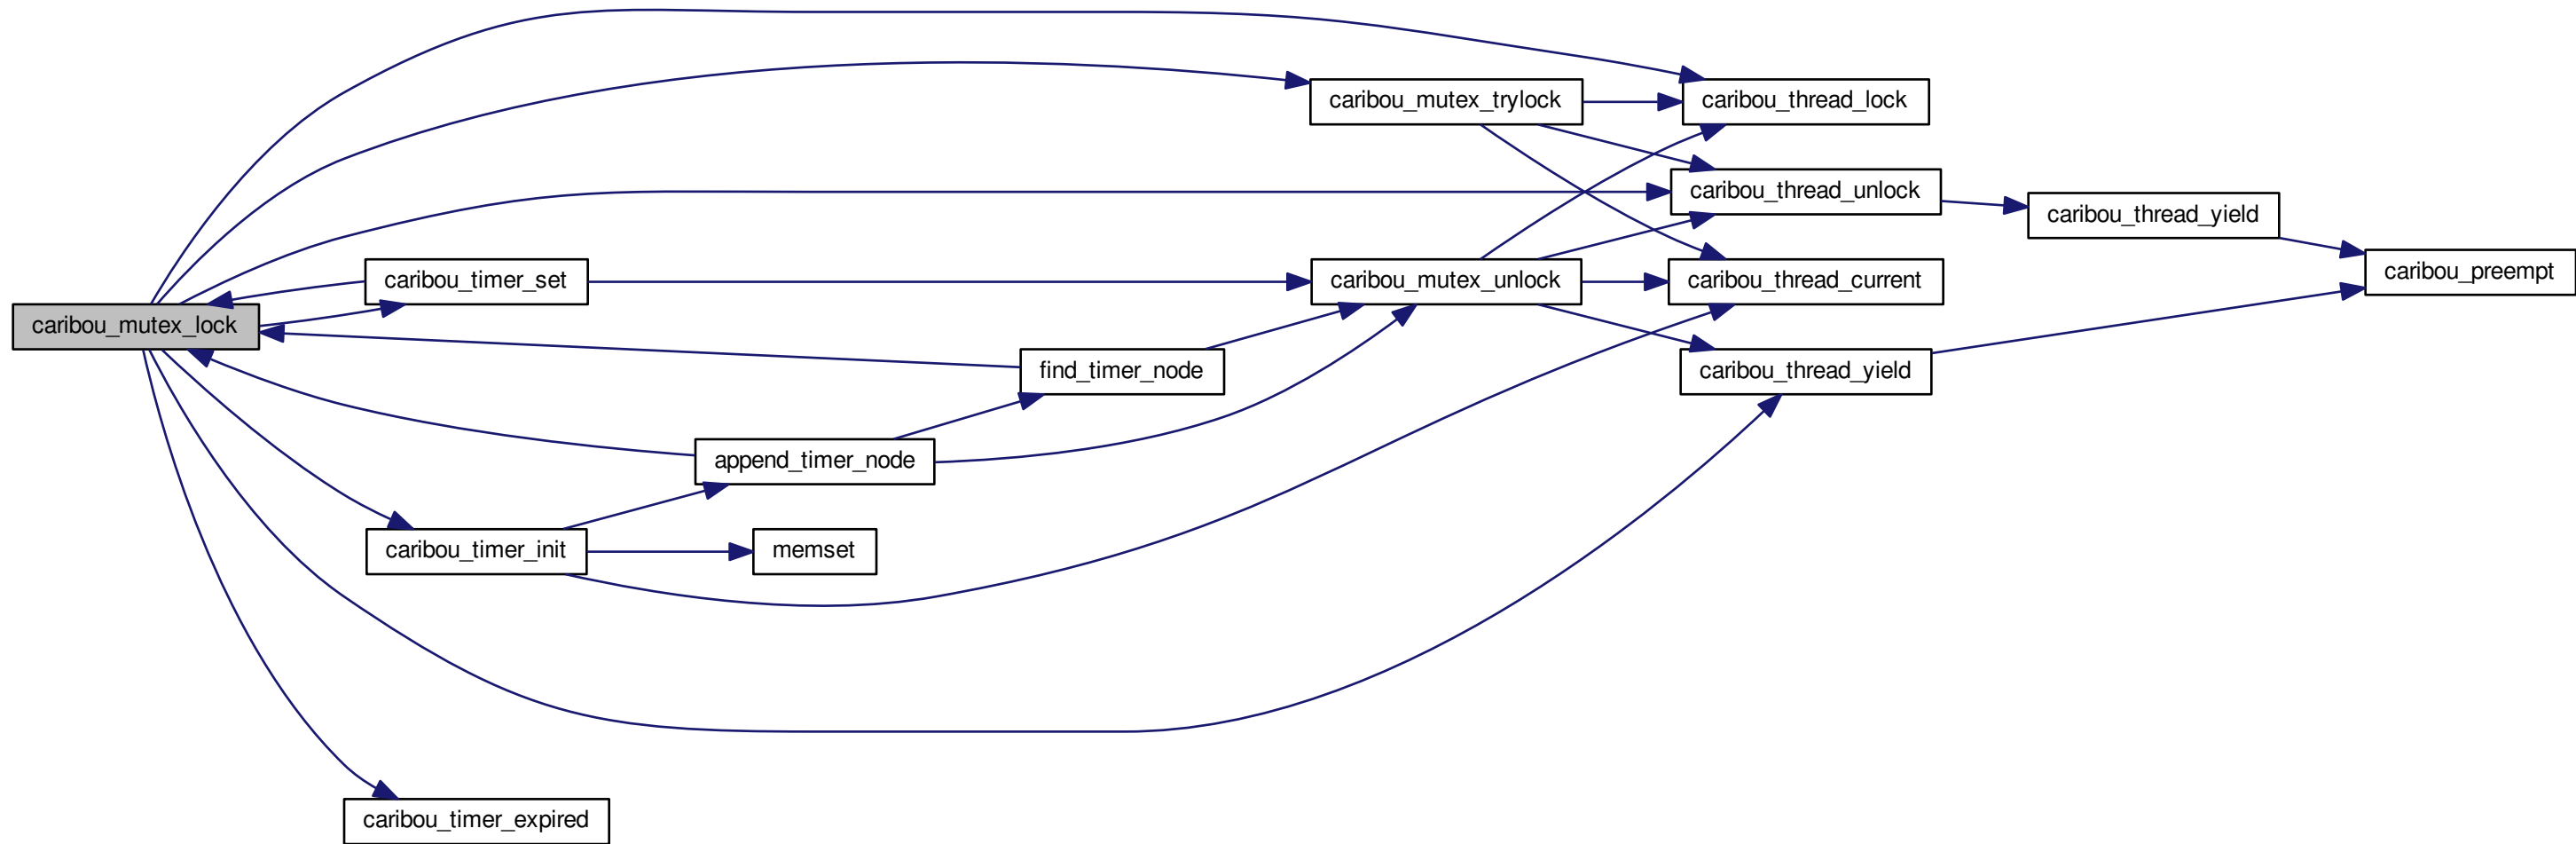 caribou_mutex_lock
caribou_timer_set
caribou_timer_init
caribou_timer_expired
append_timer_node
memset
find_timer_node
caribou_mutex_trylock
caribou_mutex_unlock
caribou_thread_lock
caribou_thread_unlock
caribou_thread_current
caribou_thread_yield
caribou_thread_yield
caribou_preempt